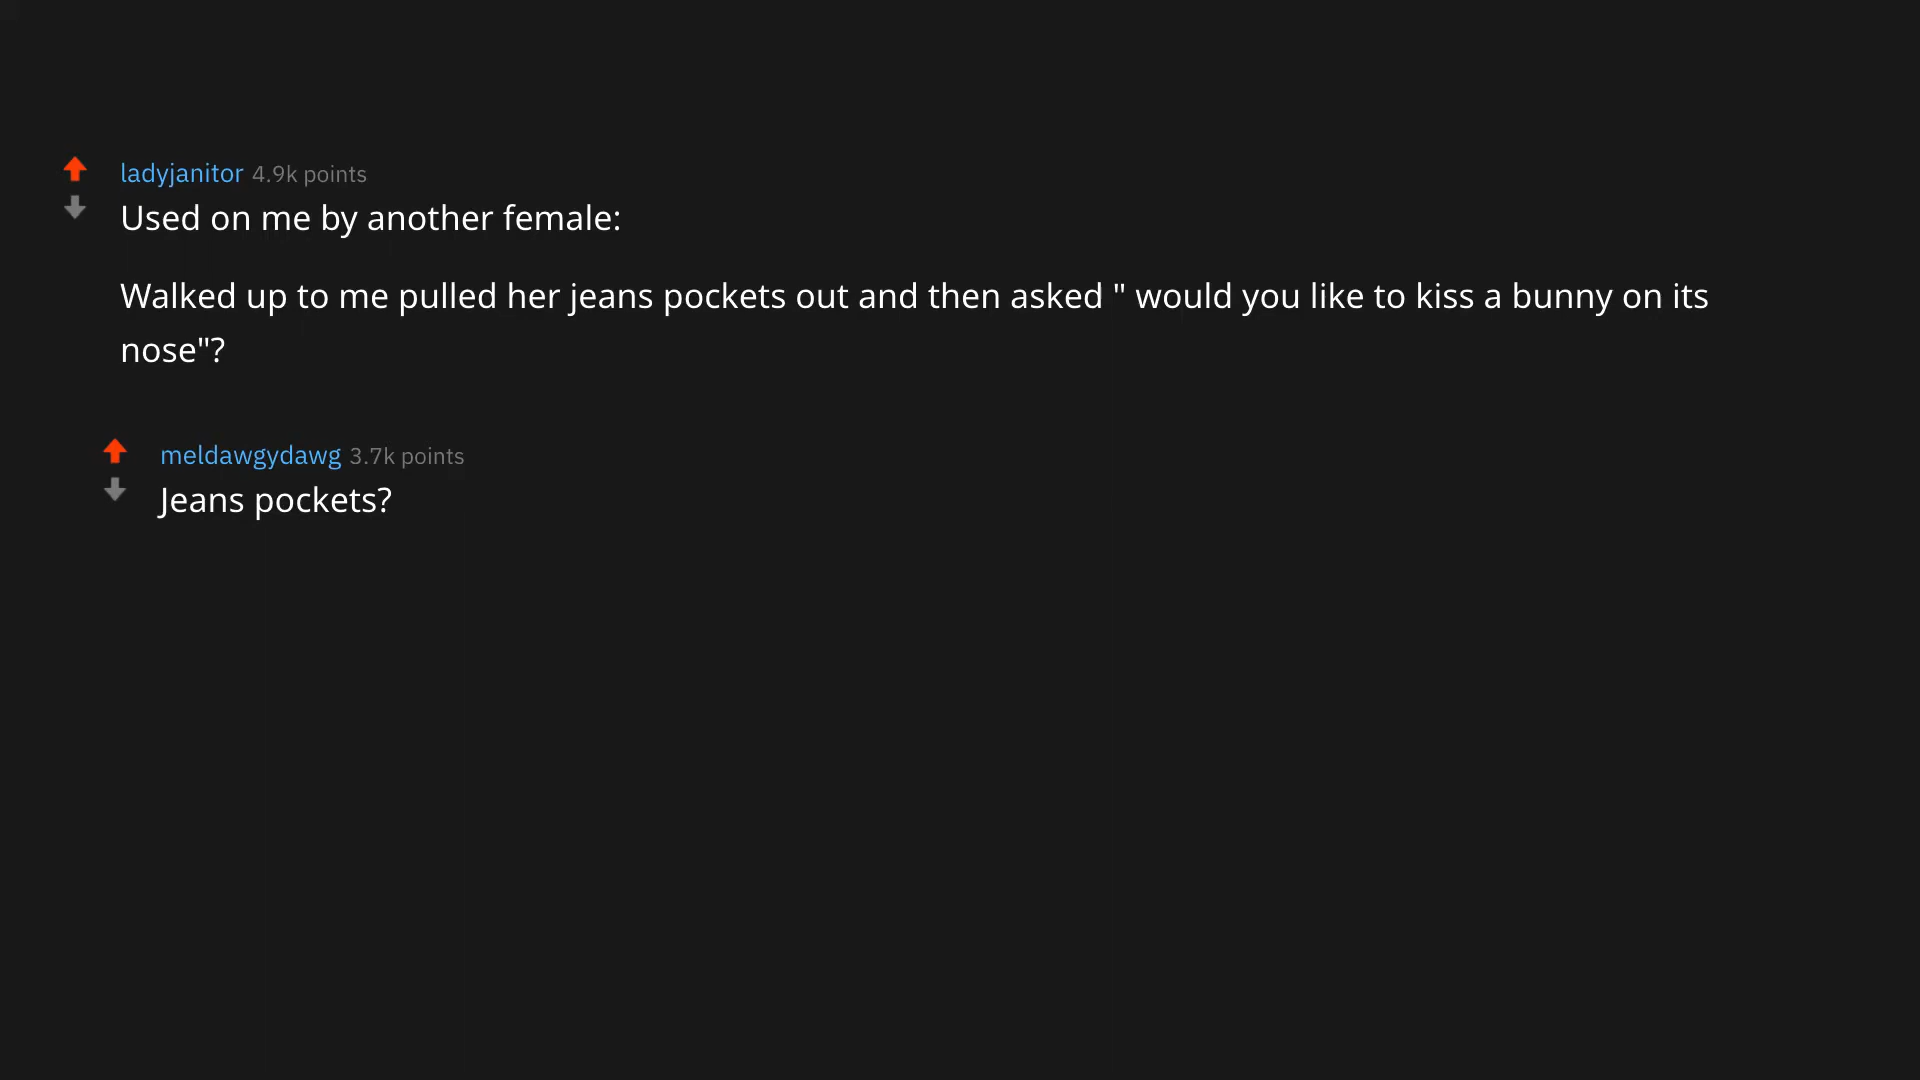 ladyjanitor 4.9k points
Used on me by another female:
Walked up to me pulled her jeans pockets out and then asked " would you like to kiss a bunny on its
nose"?
meldawgydawg 3.7k points
Jeans pockets?